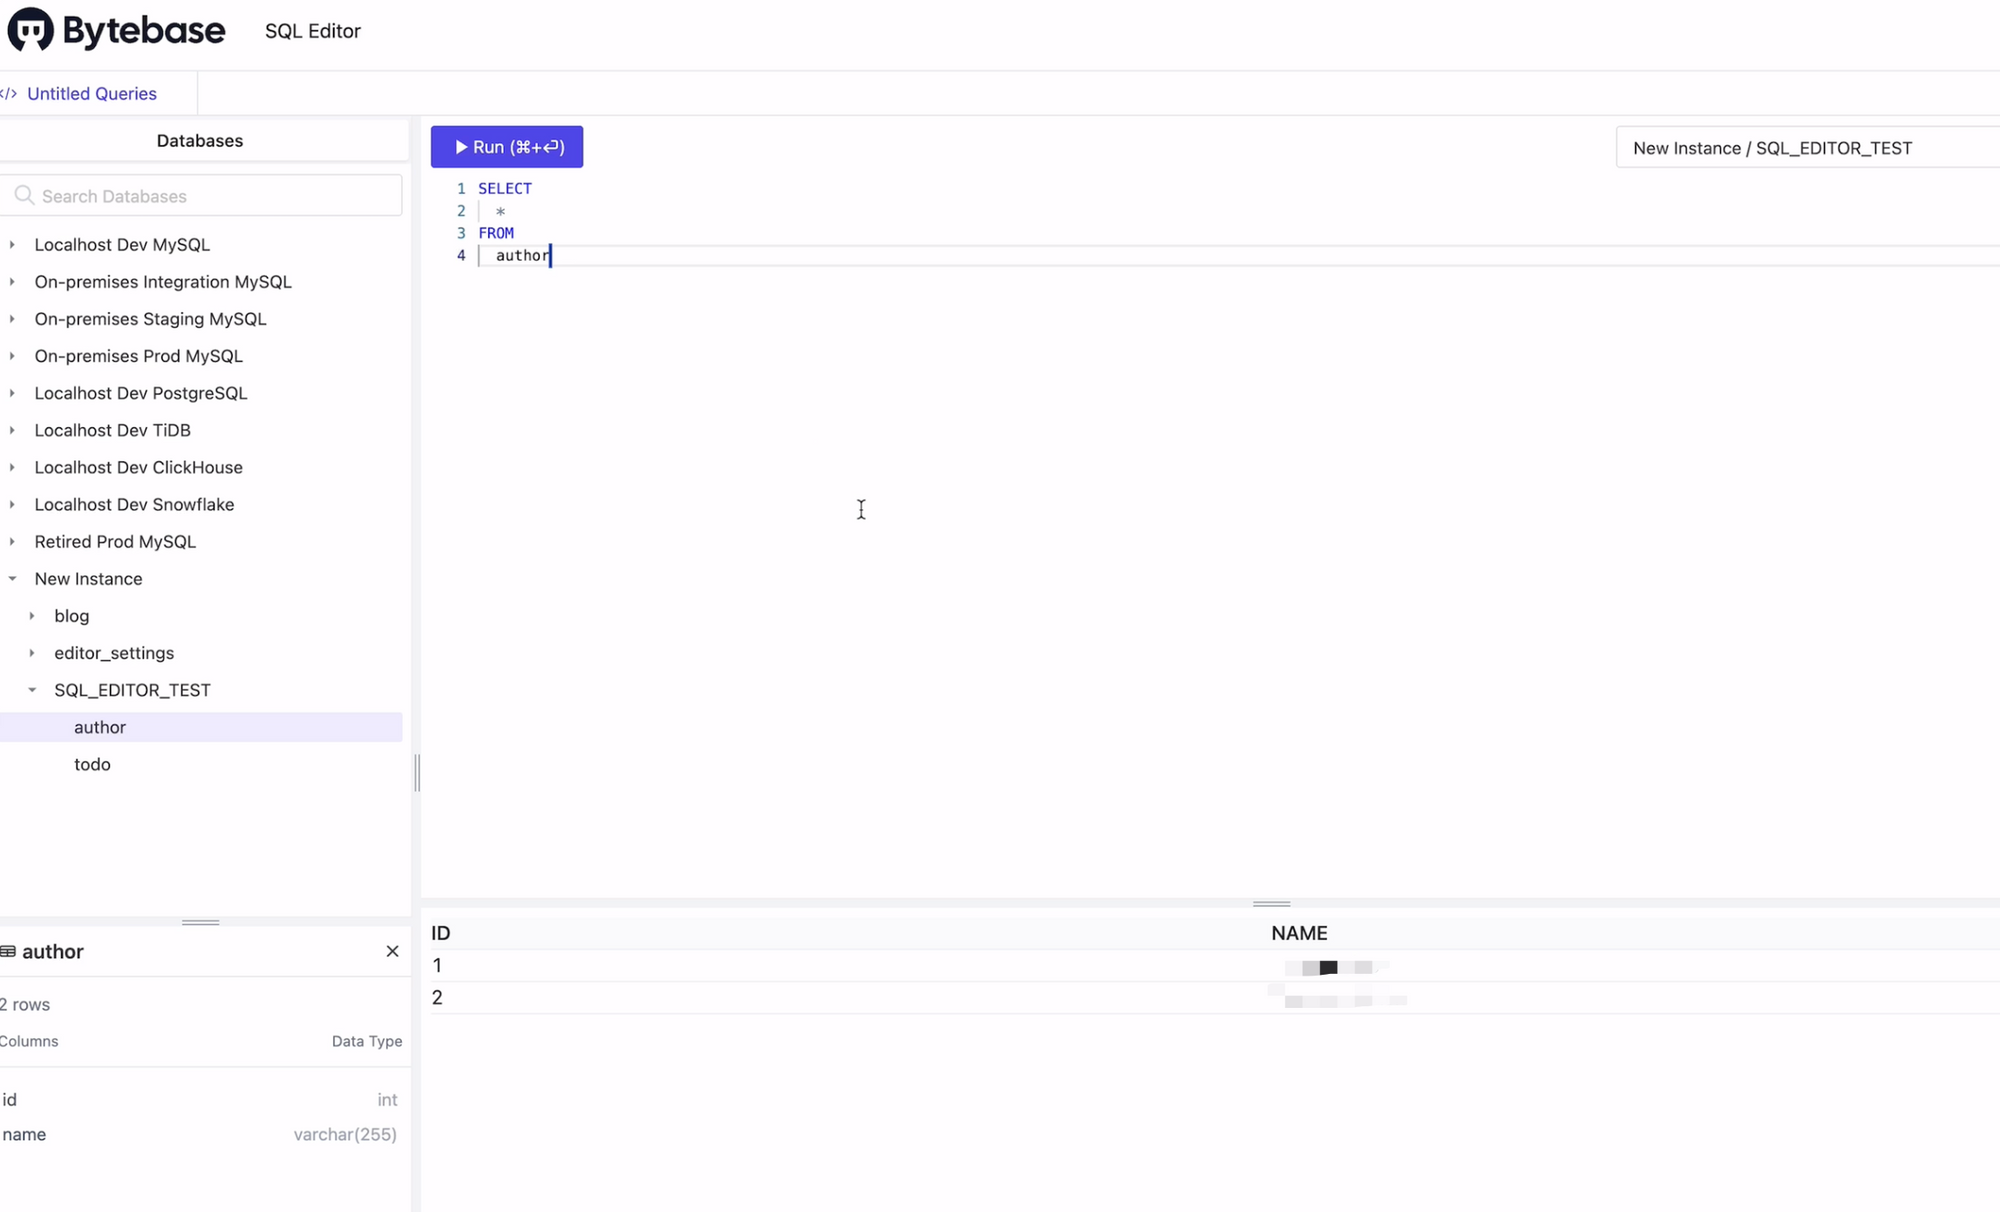 Bytebase
SQL Editor
</> Untitled Queries
Databases
Search Databases
Localhost Dev MySQL
On-premises Integration MySQL
On-premises Staging MySQL
On-premises Prod MySQL
Localhost Dev PostgreSQL
Localhost Dev TiDB
Localhost Dev ClickHouse
Localhost Dev Snowflake
Retired Prod MySQL
New Instance
blog
editor_settings
SQL_EDITOR_TEST
author
todo
author
2 rows
Columns Data Type
id int
name varchar(255)
Run (⌘+⏎)
New Instance / SQL_EDITOR_TEST
1 SELECT
2 *
3 FROM
4 author
ID NAME
1
2